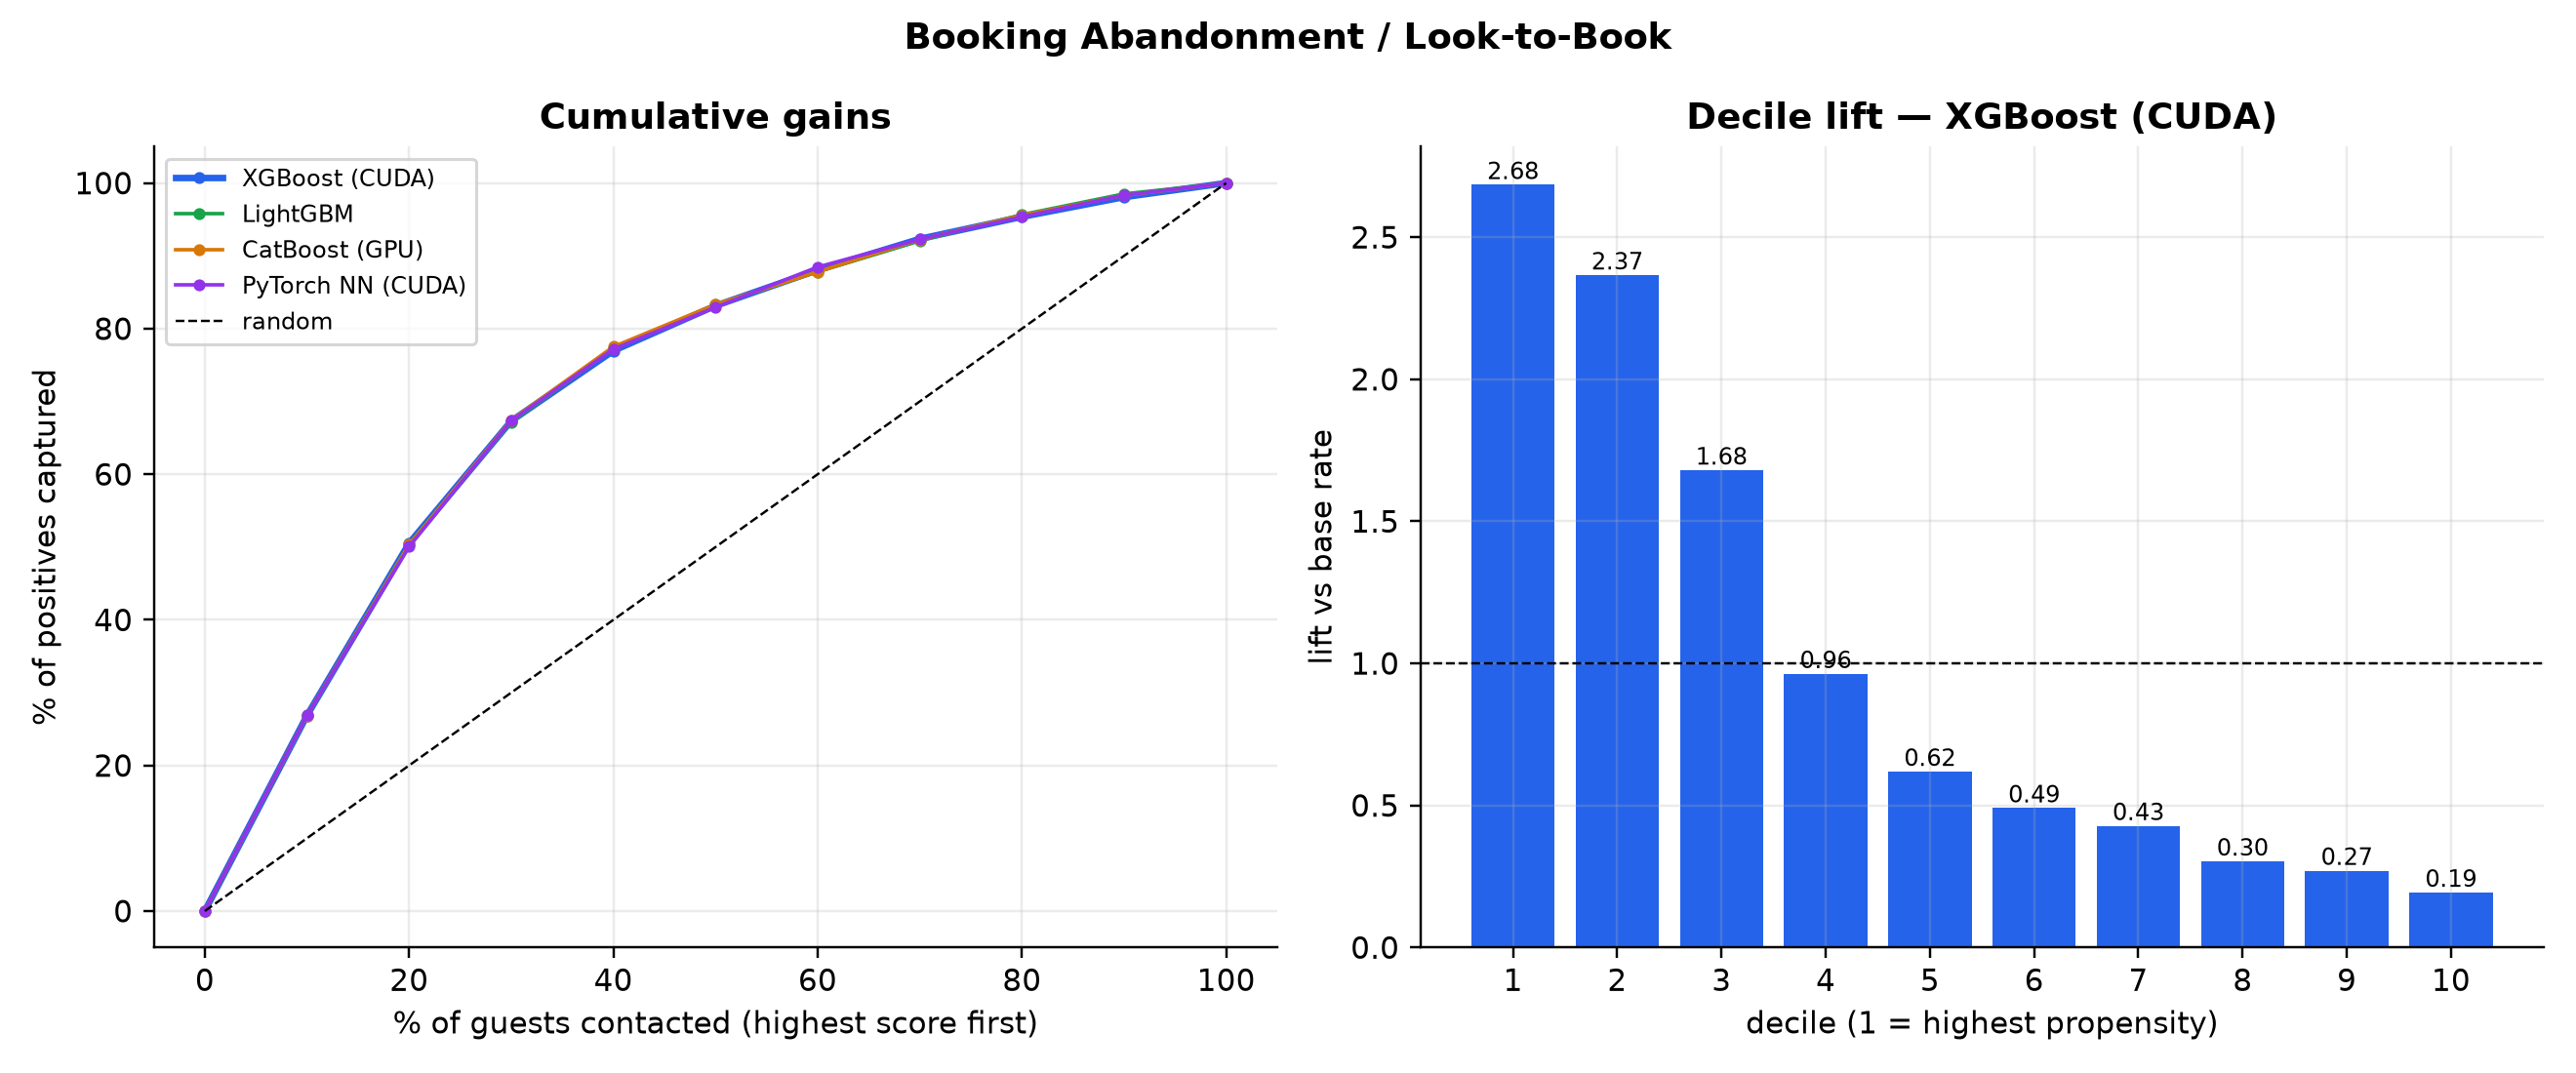 Booking Abandonment / Look-to-Book
Cumulative gains
XGBoost (CUDA)
LightGBM
CatBoost (GPU)
PyTorch NN (CUDA)
random
100
80
60
40
20
0
% of positives captured
0 20 40 60 80 100
% of guests contacted (highest score first)
Decile lift — XGBoost (CUDA)
2.5
2.0
1.5
1.0
0.5
0.0
lift vs base rate
2.68
2.37
1.68
0.96
0.62
0.49
0.43
0.30
0.27
0.19
1 2 3 4 5 6 7 8 9 10
decile (1 = highest propensity)